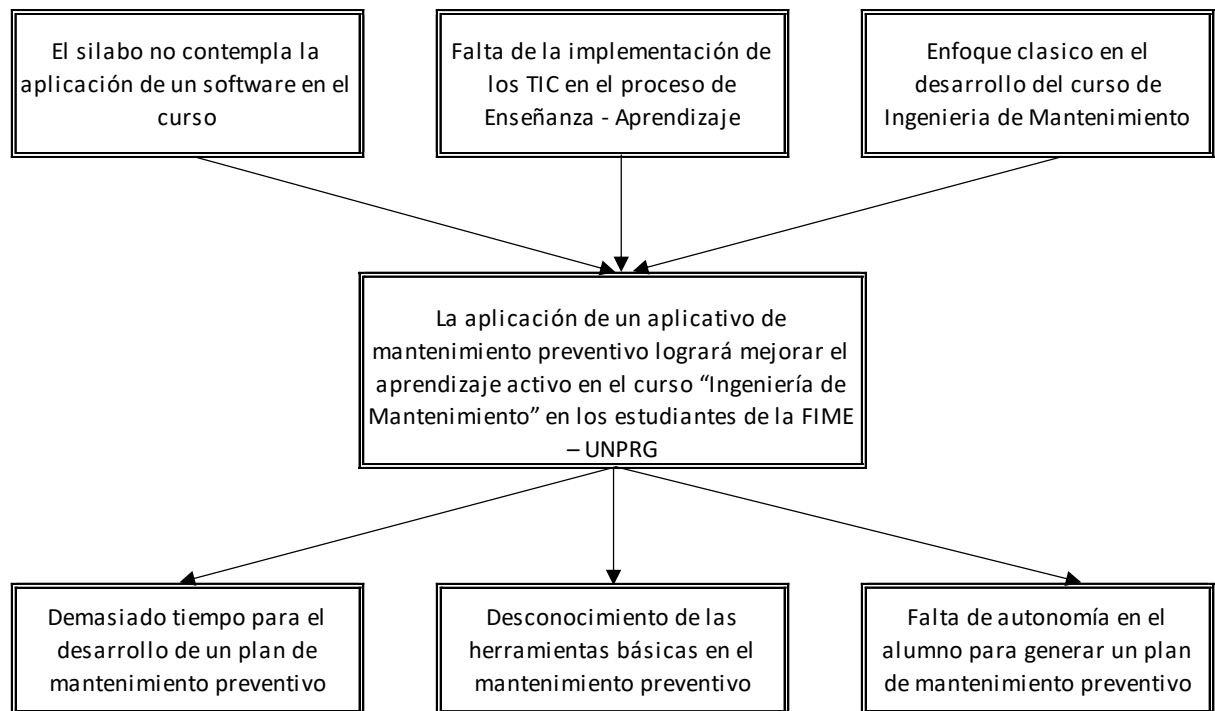 El silabo no contempla la
aplicación de un software en el
curso
Falta de la implementación de
los TIC en el proceso de
Enseñanza - Aprendizaje
Enfoque clasico en el
desarrollo del curso de
Ingenieria de Mantenimiento
La aplicación de un aplicativo de
mantenimiento preventivo logrará mejorar el
aprendizaje activo en el curso “Ingeniería de
Mantenimiento” en los estudiantes de la FIME
– UNPRG
Demasiado tiempo para el
desarrollo de un plan de
mantenimiento preventivo
Desconocimiento de las
herramientas básicas en el
mantenimiento preventivo
Falta de autonomía en el
alumno para generar un plan
de mantenimiento preventivo